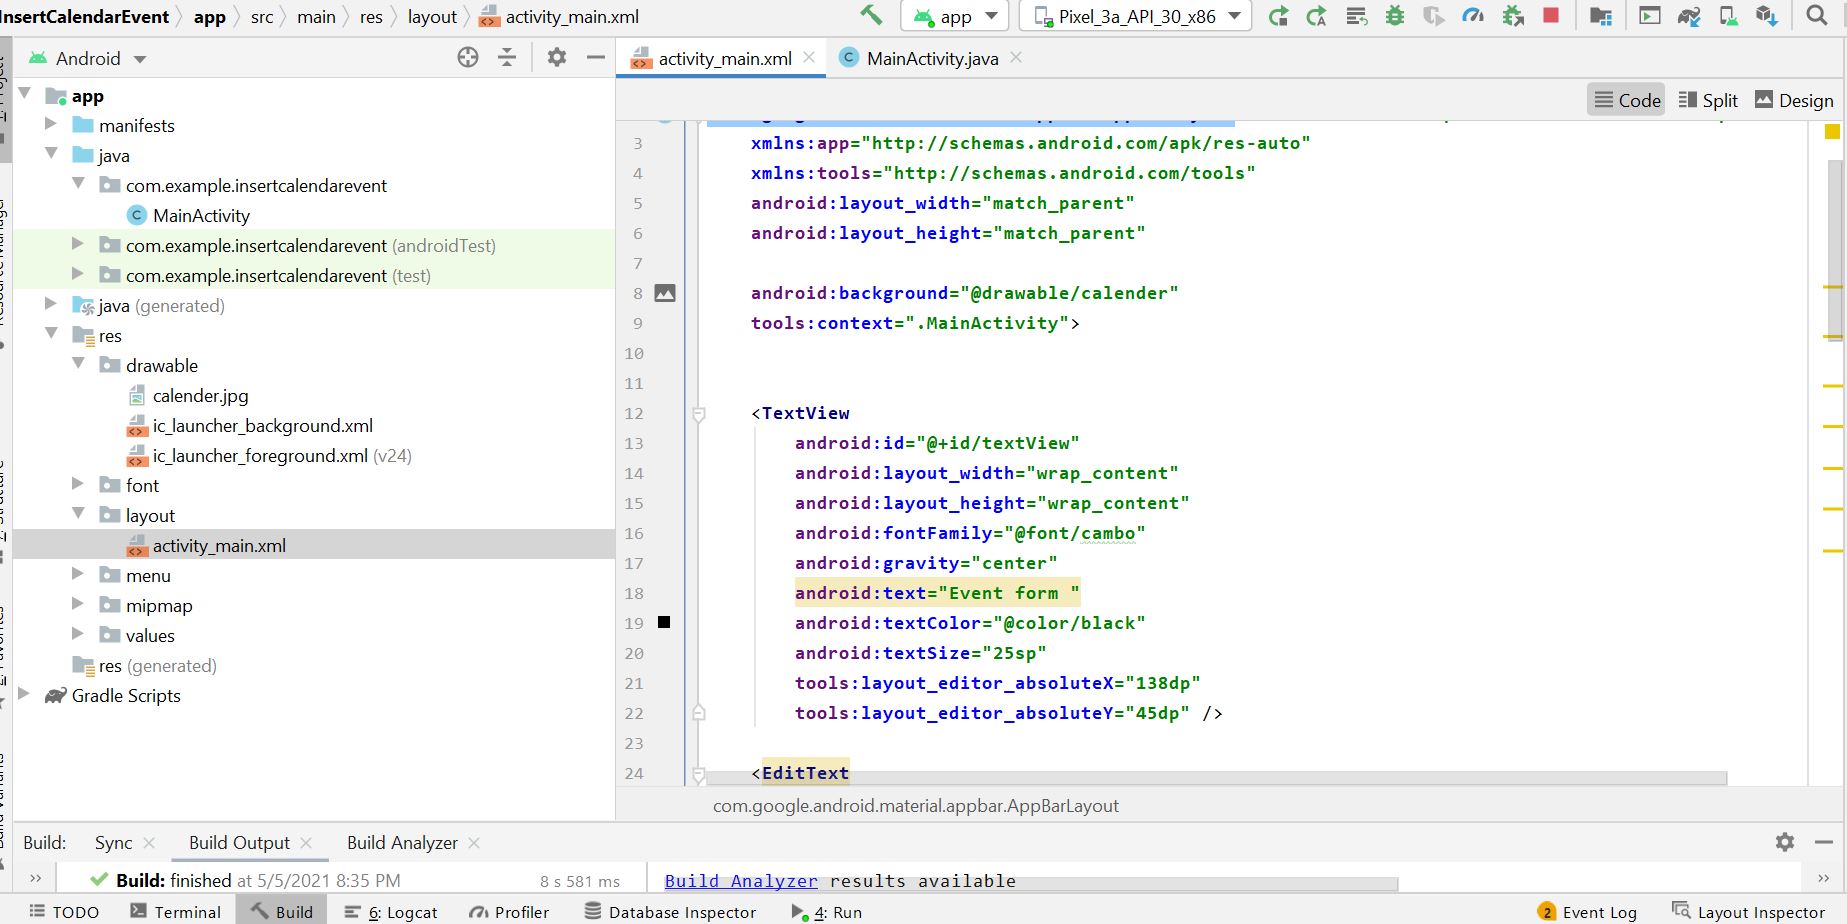 InsertCalendarEvent app src main res layout activity_main.xml
app Pixel_3a_API_30_x86
Android
activity_main.xml MainActivity.java
Code Split Design
app
manifests
java
com.example.insertcalendarevent
MainActivity
com.example.insertcalendarevent (androidTest)
com.example.insertcalendarevent (test)
java (generated)
res
drawable
calender.jpg
ic_launcher_background.xml
ic_launcher_foreground.xml (v24)
font
layout
activity_main.xml
menu
mipmap
values
res (generated)
Gradle Scripts
3 xmlns:app="http://schemas.android.com/apk/res-auto"
4 xmlns:tools="http://schemas.android.com/tools"
5 android:layout_width="match_parent"
6 android:layout_height="match_parent"
7
8 android:background="@drawable/calender"
9 tools:context=".MainActivity">
10
11
12 <TextView
13 android:id="@+id/textView"
14 android:layout_width="wrap_content"
15 android:layout_height="wrap_content"
16 android:fontFamily="@font/cambo"
17 android:gravity="center"
18 android:text="Event form "
19 android:textColor="@color/black"
20 android:textSize="25sp"
21 tools:layout_editor_absoluteX="138dp"
22 tools:layout_editor_absoluteY="45dp" />
23
24 <EditText
com.google.android.material.appbar.AppBarLayout
Build: Sync Build Output Build Analyzer
Build: finished at 5/5/2021 8:35 PM 8 s 581 ms
Build Analyzer results available
TODO Terminal Build 6: Logcat Profiler Database Inspector 4: Run 2 Event Log Layout Inspector